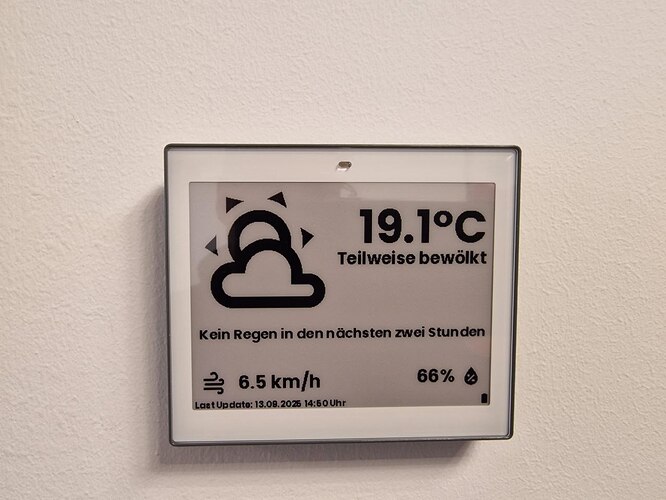 19.1°C
Teilweise bewölkt
Kein Regen in den nächsten zwei Stunden
6.5 km/h
66%
Last Update: 13.08.2025 14:50 Uhr